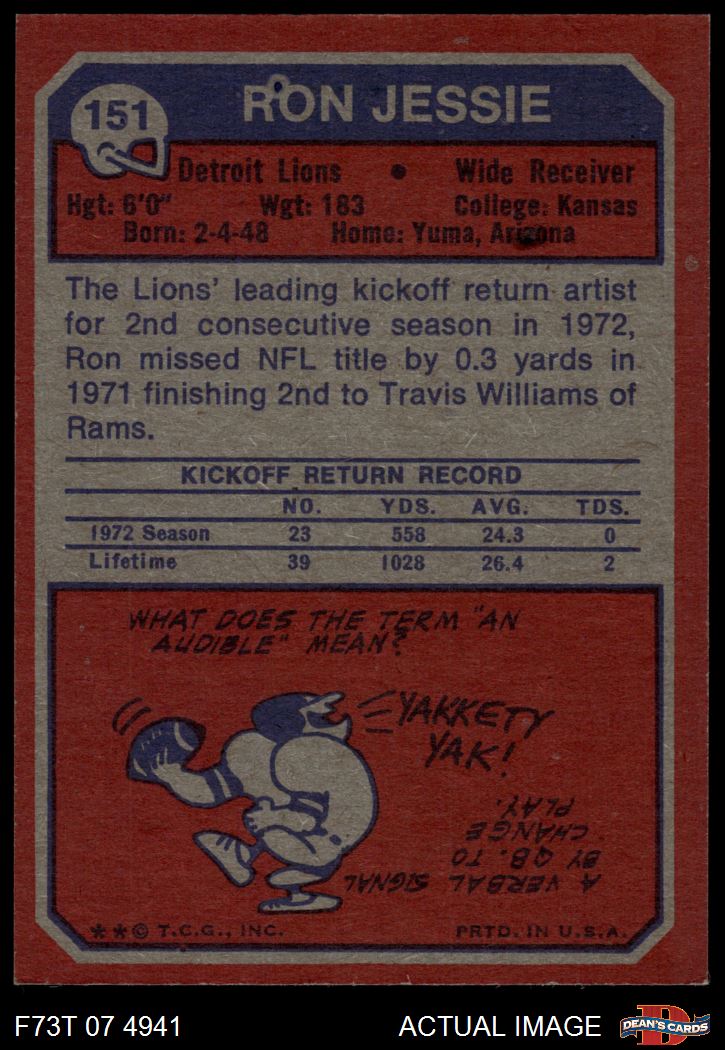 151
RON JESSIE
Detroit Lions • Wide Receiver
Hgt: 6'0" Wgt: 183 College: Kansas
Born: 2-4-48 Home: Yuma, Arizona
The Lions' leading kickoff return artist
for 2nd consecutive season in 1972,
Ron missed NFL title by 0.3 yards in
1971 finishing 2nd to Travis Williams of
Rams.
KICKOFF RETURN RECORD
NO. YDS. AVG. TDS.
1972 Season 23 558 24.3 0
Lifetime 39 1028 26.4 2
WHAT DOES THE TERM "AN
AUDIBLE" MEAN?
YAKKETY
YAK!
A VERBAL SIGNAL
BY QB. TO
CHANGE
PLAY.
**© T.C.G., INC. PRTD. IN U.S.A.
F73T 07 4941 ACTUAL IMAGE
D
DEAN'S CARDS